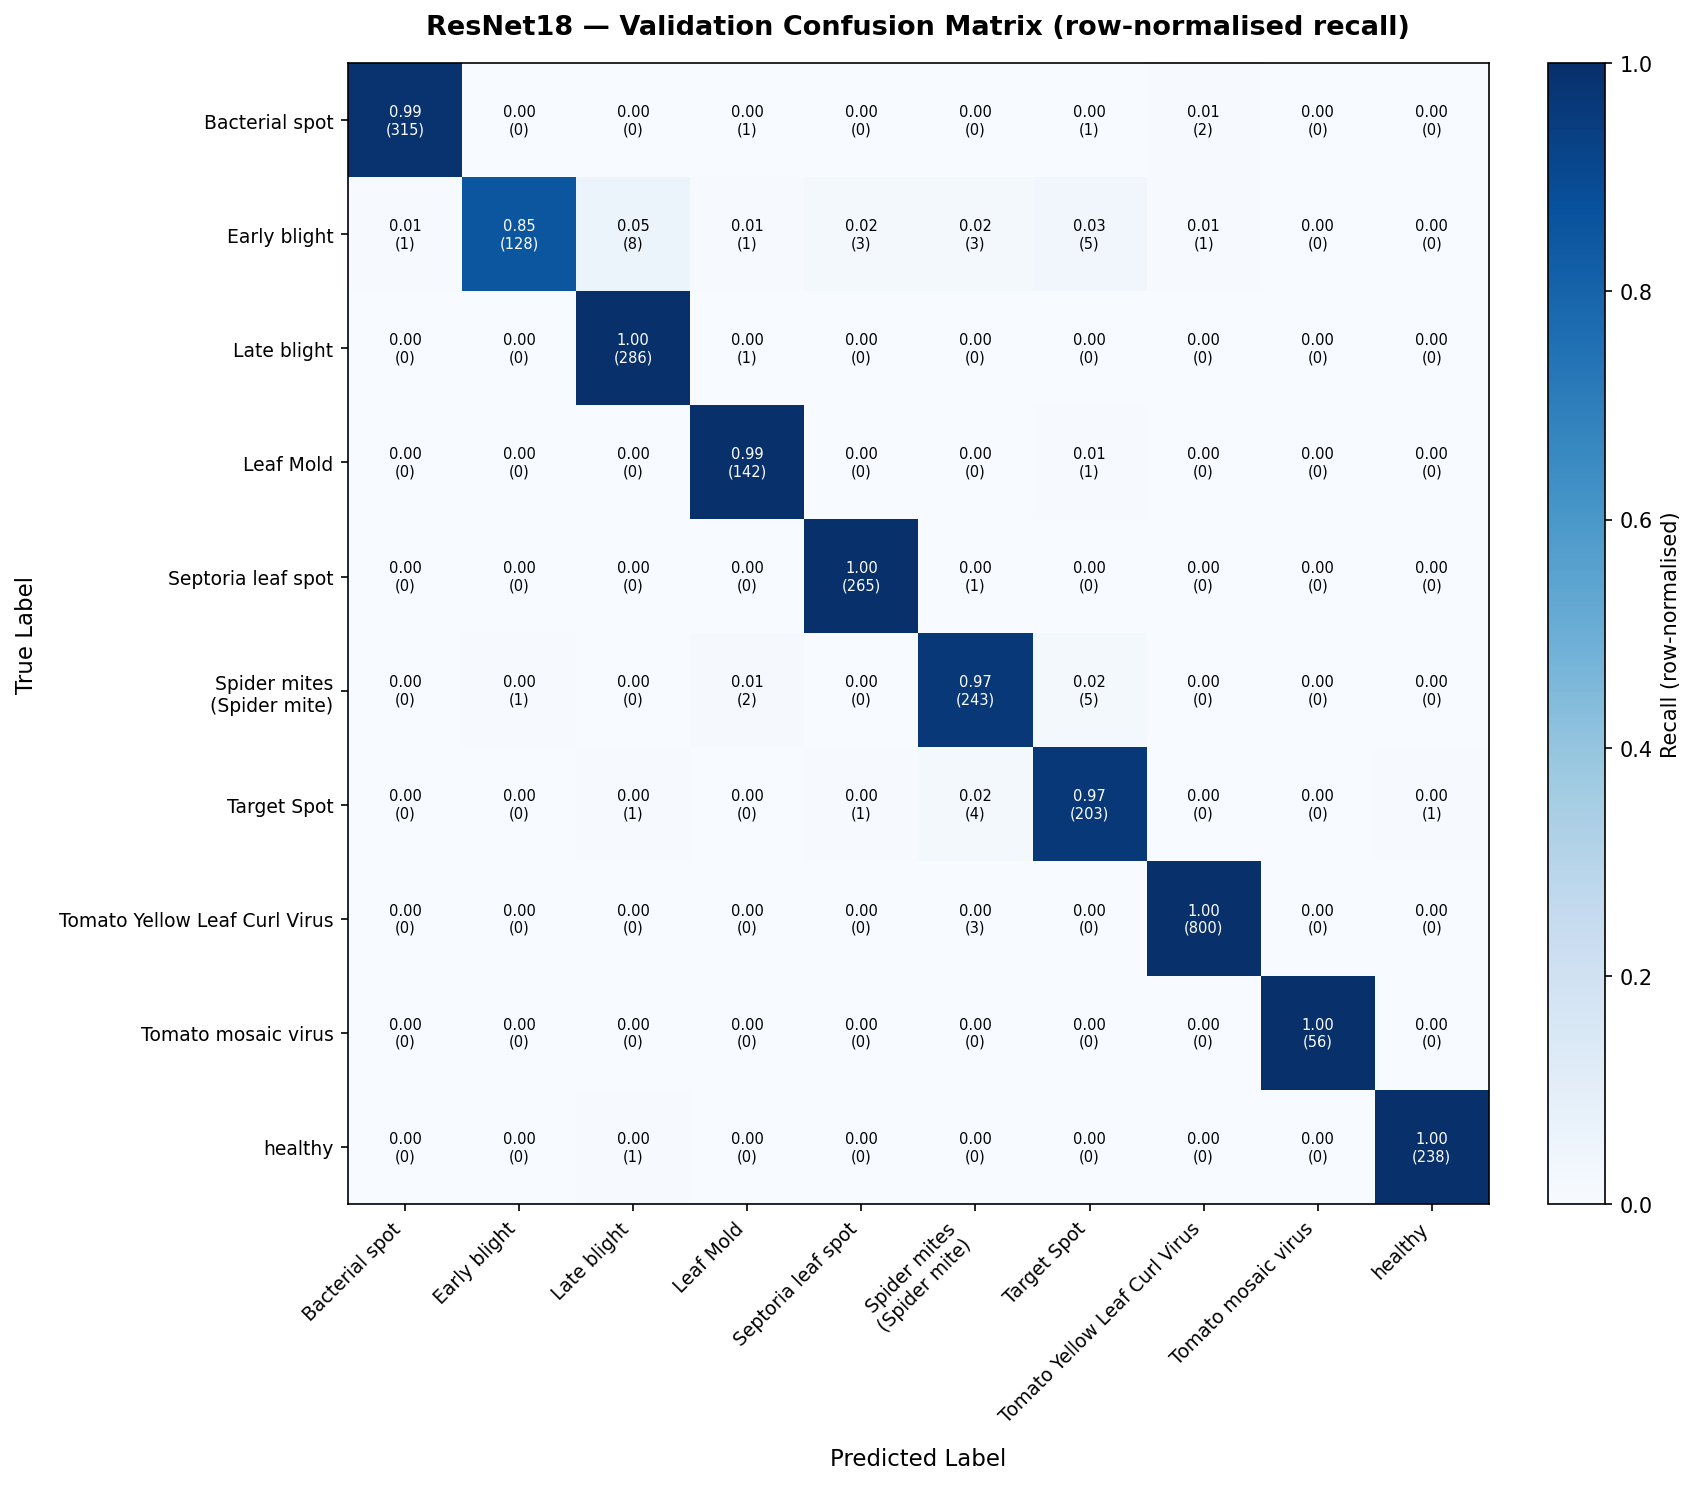 ResNet18 — Validation Confusion Matrix (row-normalised recall)
True Label
Bacterial spot
0.99 0.00 0.00 0.00 0.00 0.00 0.00 0.01 0.00 0.00
(315) (0) (0) (1) (0) (0) (1) (2) (0) (0)
Early blight
0.01 0.85 0.05 0.01 0.02 0.02 0.03 0.01 0.00 0.00
(1) (128) (8) (1) (3) (3) (5) (1) (0) (0)
Late blight
0.00 0.00 1.00 0.00 0.00 0.00 0.00 0.00 0.00 0.00
(0) (0) (286) (1) (0) (0) (0) (0) (0) (0)
Leaf Mold
0.00 0.00 0.00 0.99 0.00 0.00 0.01 0.00 0.00 0.00
(0) (0) (0) (142) (0) (0) (1) (0) (0) (0)
Septoria leaf spot
0.00 0.00 0.00 0.00 1.00 0.00 0.00 0.00 0.00 0.00
(0) (0) (0) (0) (265) (1) (0) (0) (0) (0)
Spider mites
(Spider mite)
0.00 0.00 0.00 0.01 0.00 0.97 0.02 0.00 0.00 0.00
(0) (1) (0) (2) (0) (243) (5) (0) (0) (0)
Target Spot
0.00 0.00 0.00 0.00 0.00 0.02 0.97 0.00 0.00 0.00
(0) (0) (1) (0) (1) (4) (203) (0) (0) (1)
Tomato Yellow Leaf Curl Virus
0.00 0.00 0.00 0.00 0.00 0.00 0.00 1.00 0.00 0.00
(0) (0) (0) (0) (0) (3) (0) (800) (0) (0)
Tomato mosaic virus
0.00 0.00 0.00 0.00 0.00 0.00 0.00 0.00 1.00 0.00
(0) (0) (0) (0) (0) (0) (0) (0) (56) (0)
healthy
0.00 0.00 0.00 0.00 0.00 0.00 0.00 0.00 0.00 1.00
(0) (0) (1) (0) (0) (0) (0) (0) (0) (238)
Bacterial spot
Early blight
Late blight
Leaf Mold
Septoria leaf spot
Spider mites
(Spider mite)
Target Spot
Tomato Yellow Leaf Curl Virus
Tomato mosaic virus
healthy
Predicted Label
1.0
0.8
0.6
0.4
0.2
0.0
Recall (row-normalised)